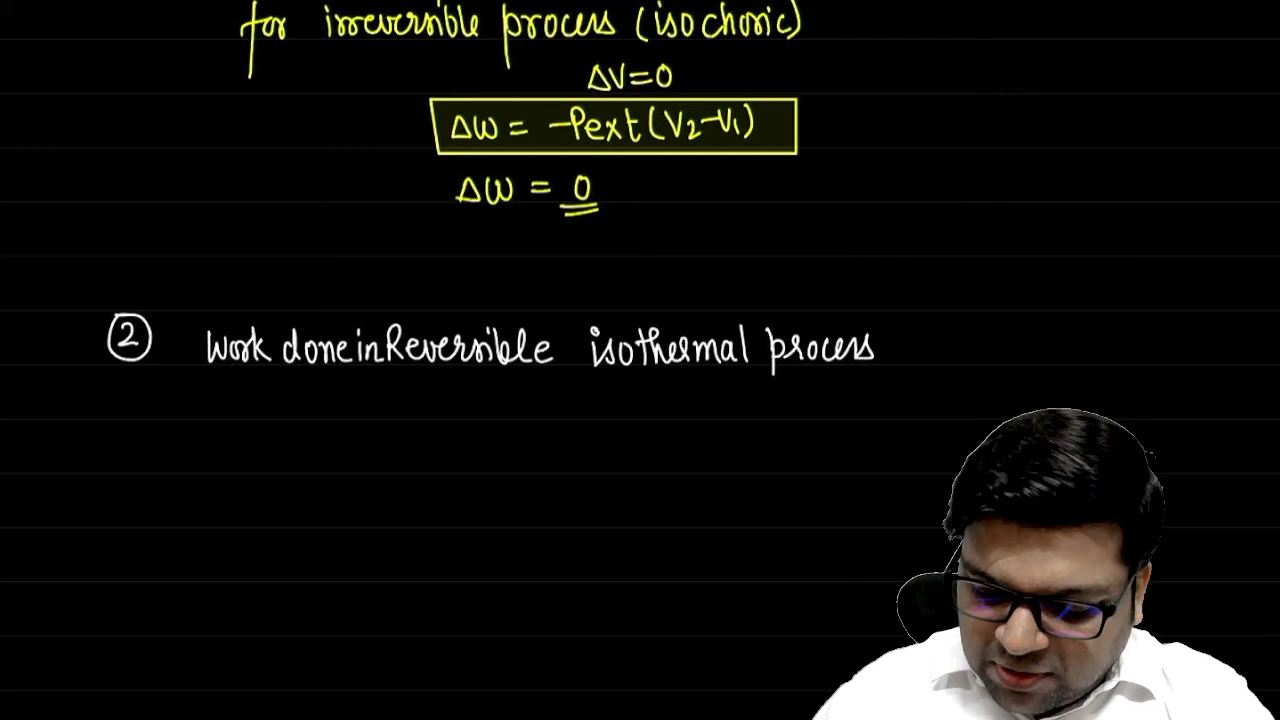 for irreversible process (isochoric)
ΔV=0
Δw = -Pext(V₂-V₁)
Δw = 0
② Work done in Reversible isothermal process